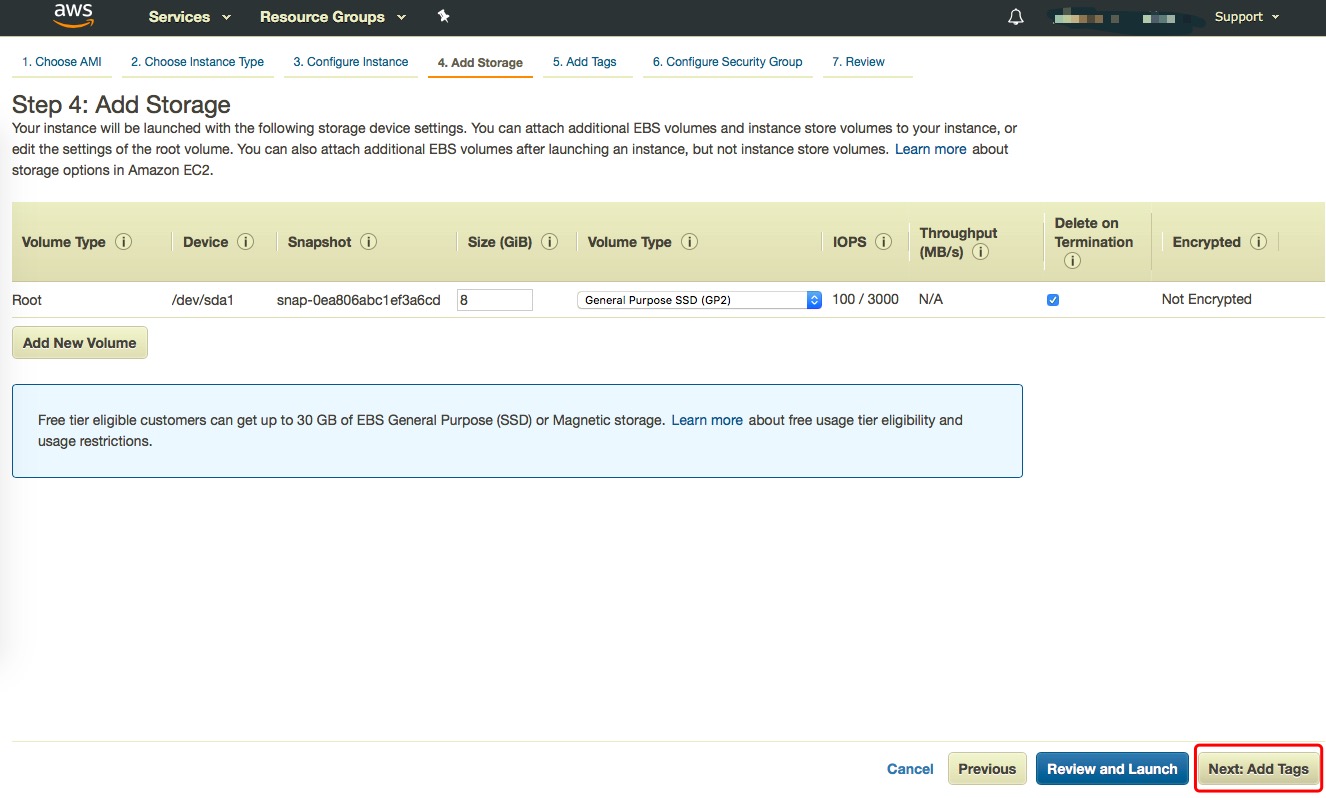 aws Services Resource Groups Support
1. Choose AMI 2. Choose Instance Type 3. Configure Instance 4. Add Storage 5. Add Tags 6. Configure Security Group 7. Review
Step 4: Add Storage
Your instance will be launched with the following storage device settings. You can attach additional EBS volumes and instance store volumes to your instance, or
edit the settings of the root volume. You can also attach additional EBS volumes after launching an instance, but not instance store volumes. Learn more about
storage options in Amazon EC2.
Volume Type i Device i Snapshot i Size (GiB) i Volume Type i IOPS i Throughput (MB/s) i Delete on Termination i Encrypted i
Root /dev/sda1 snap-0ea806abc1ef3a6cd 8 General Purpose SSD (GP2) 100 / 3000 N/A Not Encrypted
Add New Volume
Free tier eligible customers can get up to 30 GB of EBS General Purpose (SSD) or Magnetic storage. Learn more about free usage tier eligibility and
usage restrictions.
Cancel Previous Review and Launch Next: Add Tags